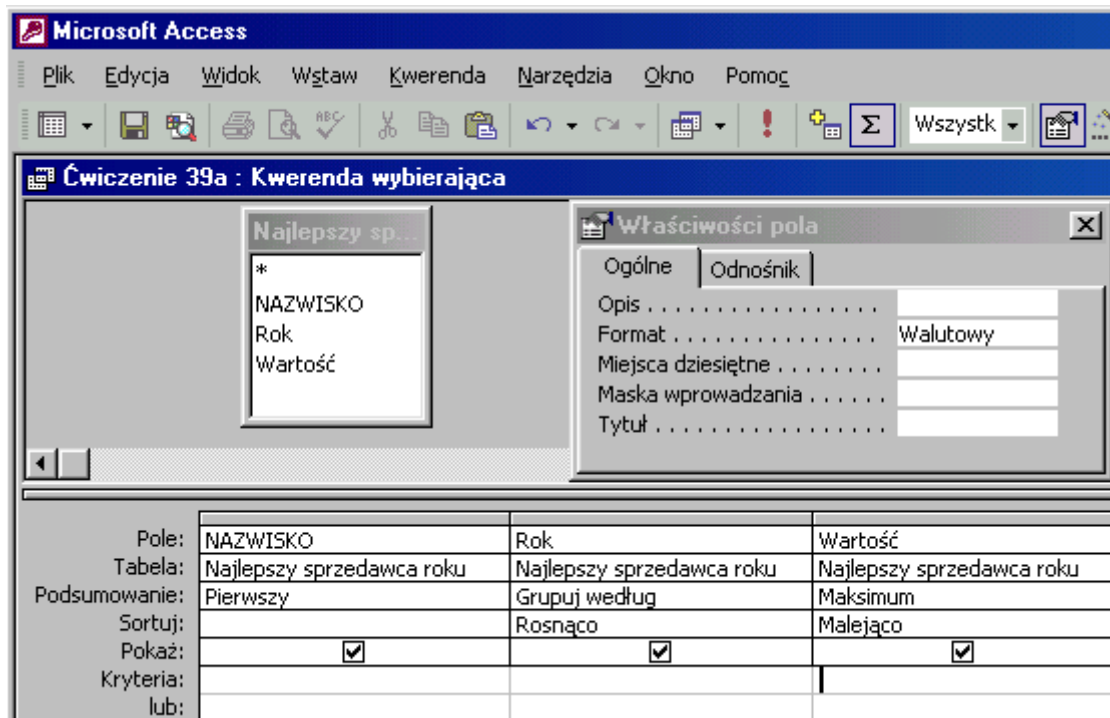 Microsoft Access
Plik Edycja Widok Wstaw Kwerenda Narzędzia Okno Pomoc
ABC Σ Wszystk
Ćwiczenie 39a : Kwerenda wybierająca
Najlepszy sp...
*
NAZWISKO
Rok
Wartość
Właściwości pola
Ogólne Odnośnik
Opis . . . . . . . . . . . . . . . . . .
Format . . . . . . . . . . . . . . . Walutowy
Miejsca dziesiętne . . . . . . . .
Maska wprowadzania . . . . . .
Tytuł . . . . . . . . . . . . . . . . . .
Pole: NAZWISKO Rok Wartość
Tabela: Najlepszy sprzedawca roku Najlepszy sprzedawca roku Najlepszy sprzedawca roku
Podsumowanie: Pierwszy Grupuj według Maksimum
Sortuj: Rosnąco Malejąco
Pokaż:
Kryteria:
lub: